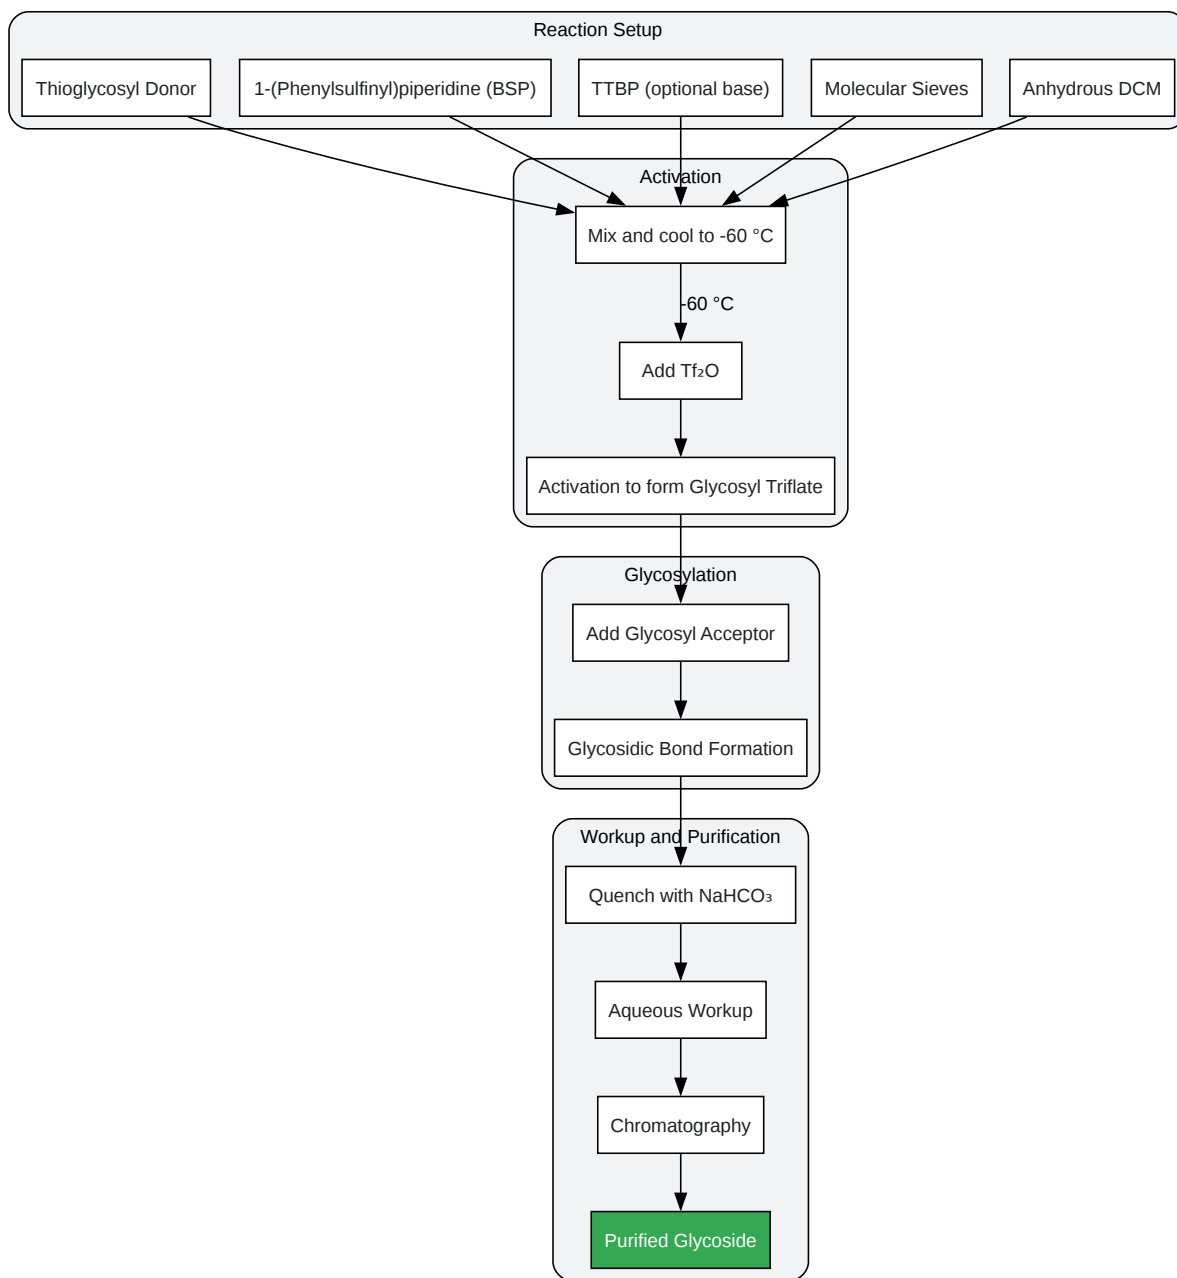 Reaction Setup
Thioglycosyl Donor
1-(Phenylsulfinyl)piperidine (BSP)
TTBP (optional base)
Molecular Sieves
Anhydrous DCM
Activation
Mix and cool to -60 °C
-60 °C
Add Tf₂O
Activation to form Glycosyl Triflate
Glycosylation
Add Glycosyl Acceptor
Glycosidic Bond Formation
Workup and Purification
Quench with NaHCO₃
Aqueous Workup
Chromatography
Purified Glycoside